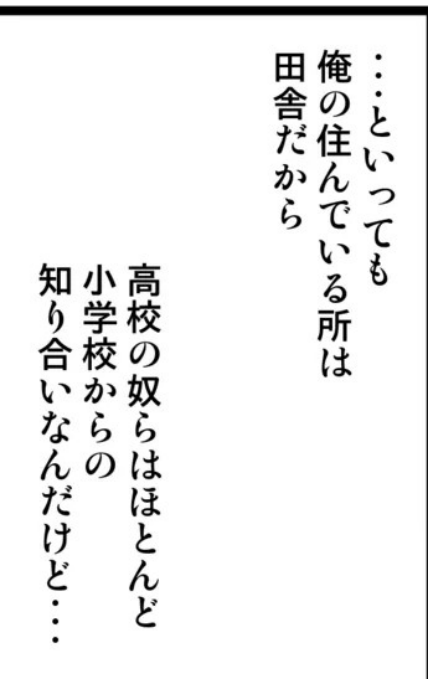 ・・・といっても
俺の住んでいる所は
田舎だから
高校の奴らはほとんど
小学校からの
知り合いなんだけど・・・